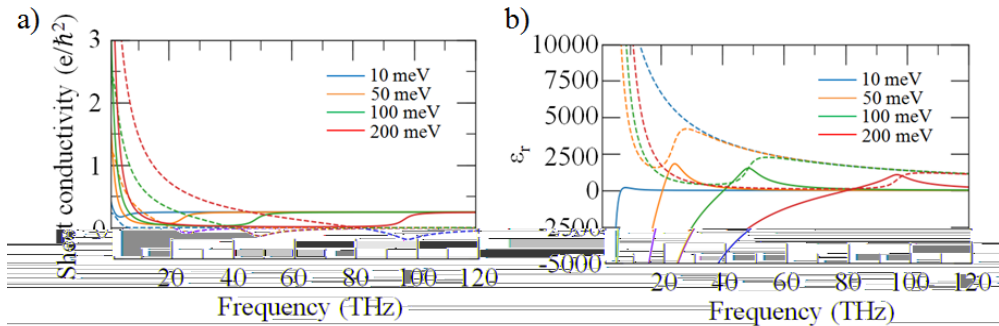 a)
Sheet conductivity (e/ℏ²)
3
2
1
0
10 meV
50 meV
100 meV
200 meV
20 40 60 80 100 120
Frequency (THz)
b)
εr
10000
7500
5000
2500
0
-2500
-5000
10 meV
50 meV
100 meV
200 meV
20 40 60 80 100 120
Frequency (THz)